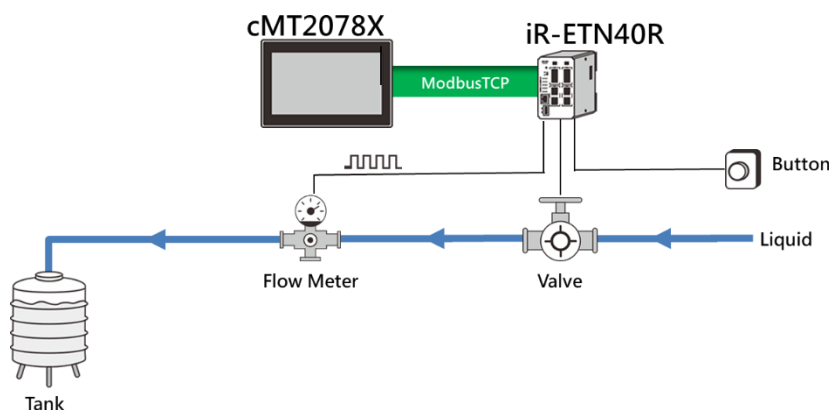 cMT2078X
iR-ETN40R
ModbusTCP
Button
Liquid
Flow Meter
Valve
Tank